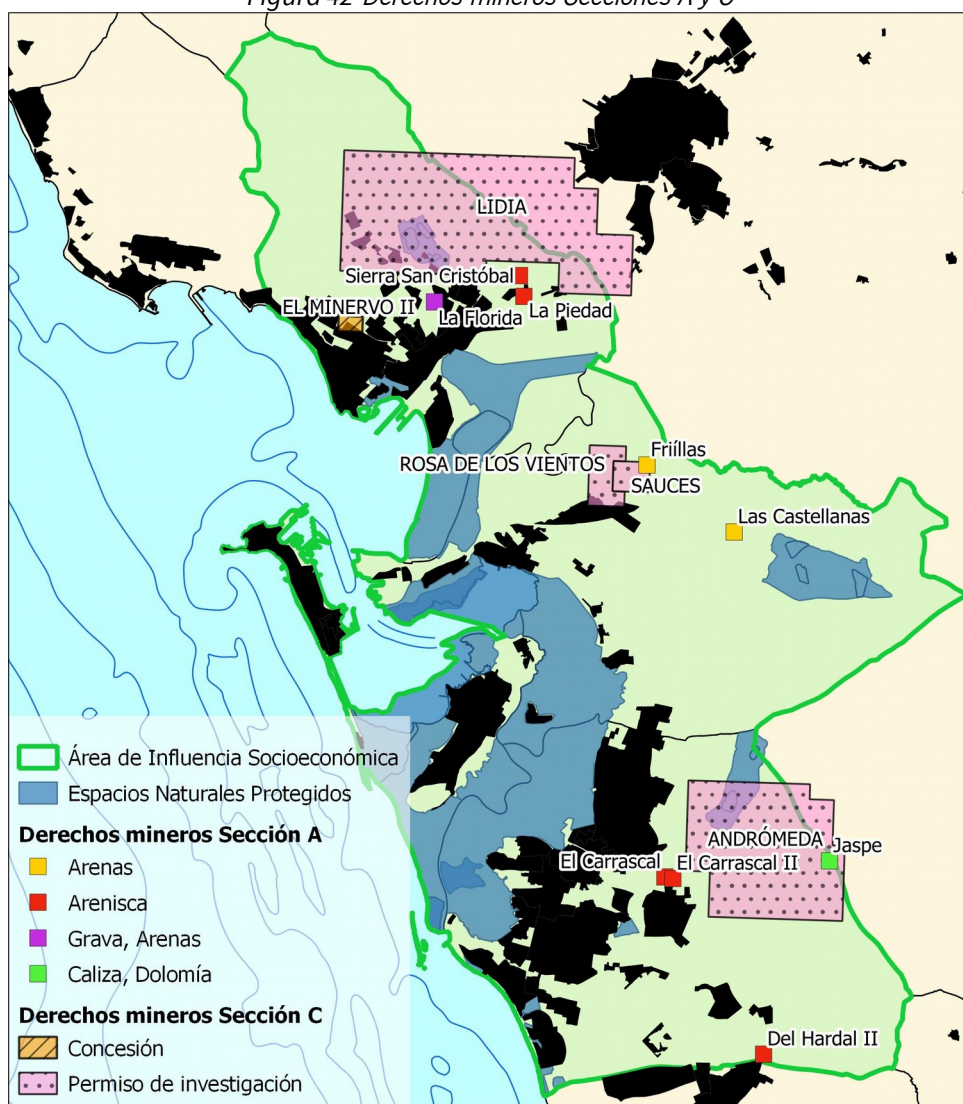 Figura 42 Derechos mineros Secciones A y C
LIDIA
Sierra San Cristóbal
EL MINERVO II
La Florida
La Piedad
Friíllas
ROSA DE LOS VIENTOS
SAUCES
Las Castellanas
Área de Influencia Socioeconómica
Espacios Naturales Protegidos
Derechos mineros Sección A
Arenas
Arenisca
Grava, Arenas
Caliza, Dolomía
Derechos mineros Sección C
Concesión
Permiso de investigación
ANDRÓMEDA
Jaspe
El Carrascal
El Carrascal II
Del Hardal II